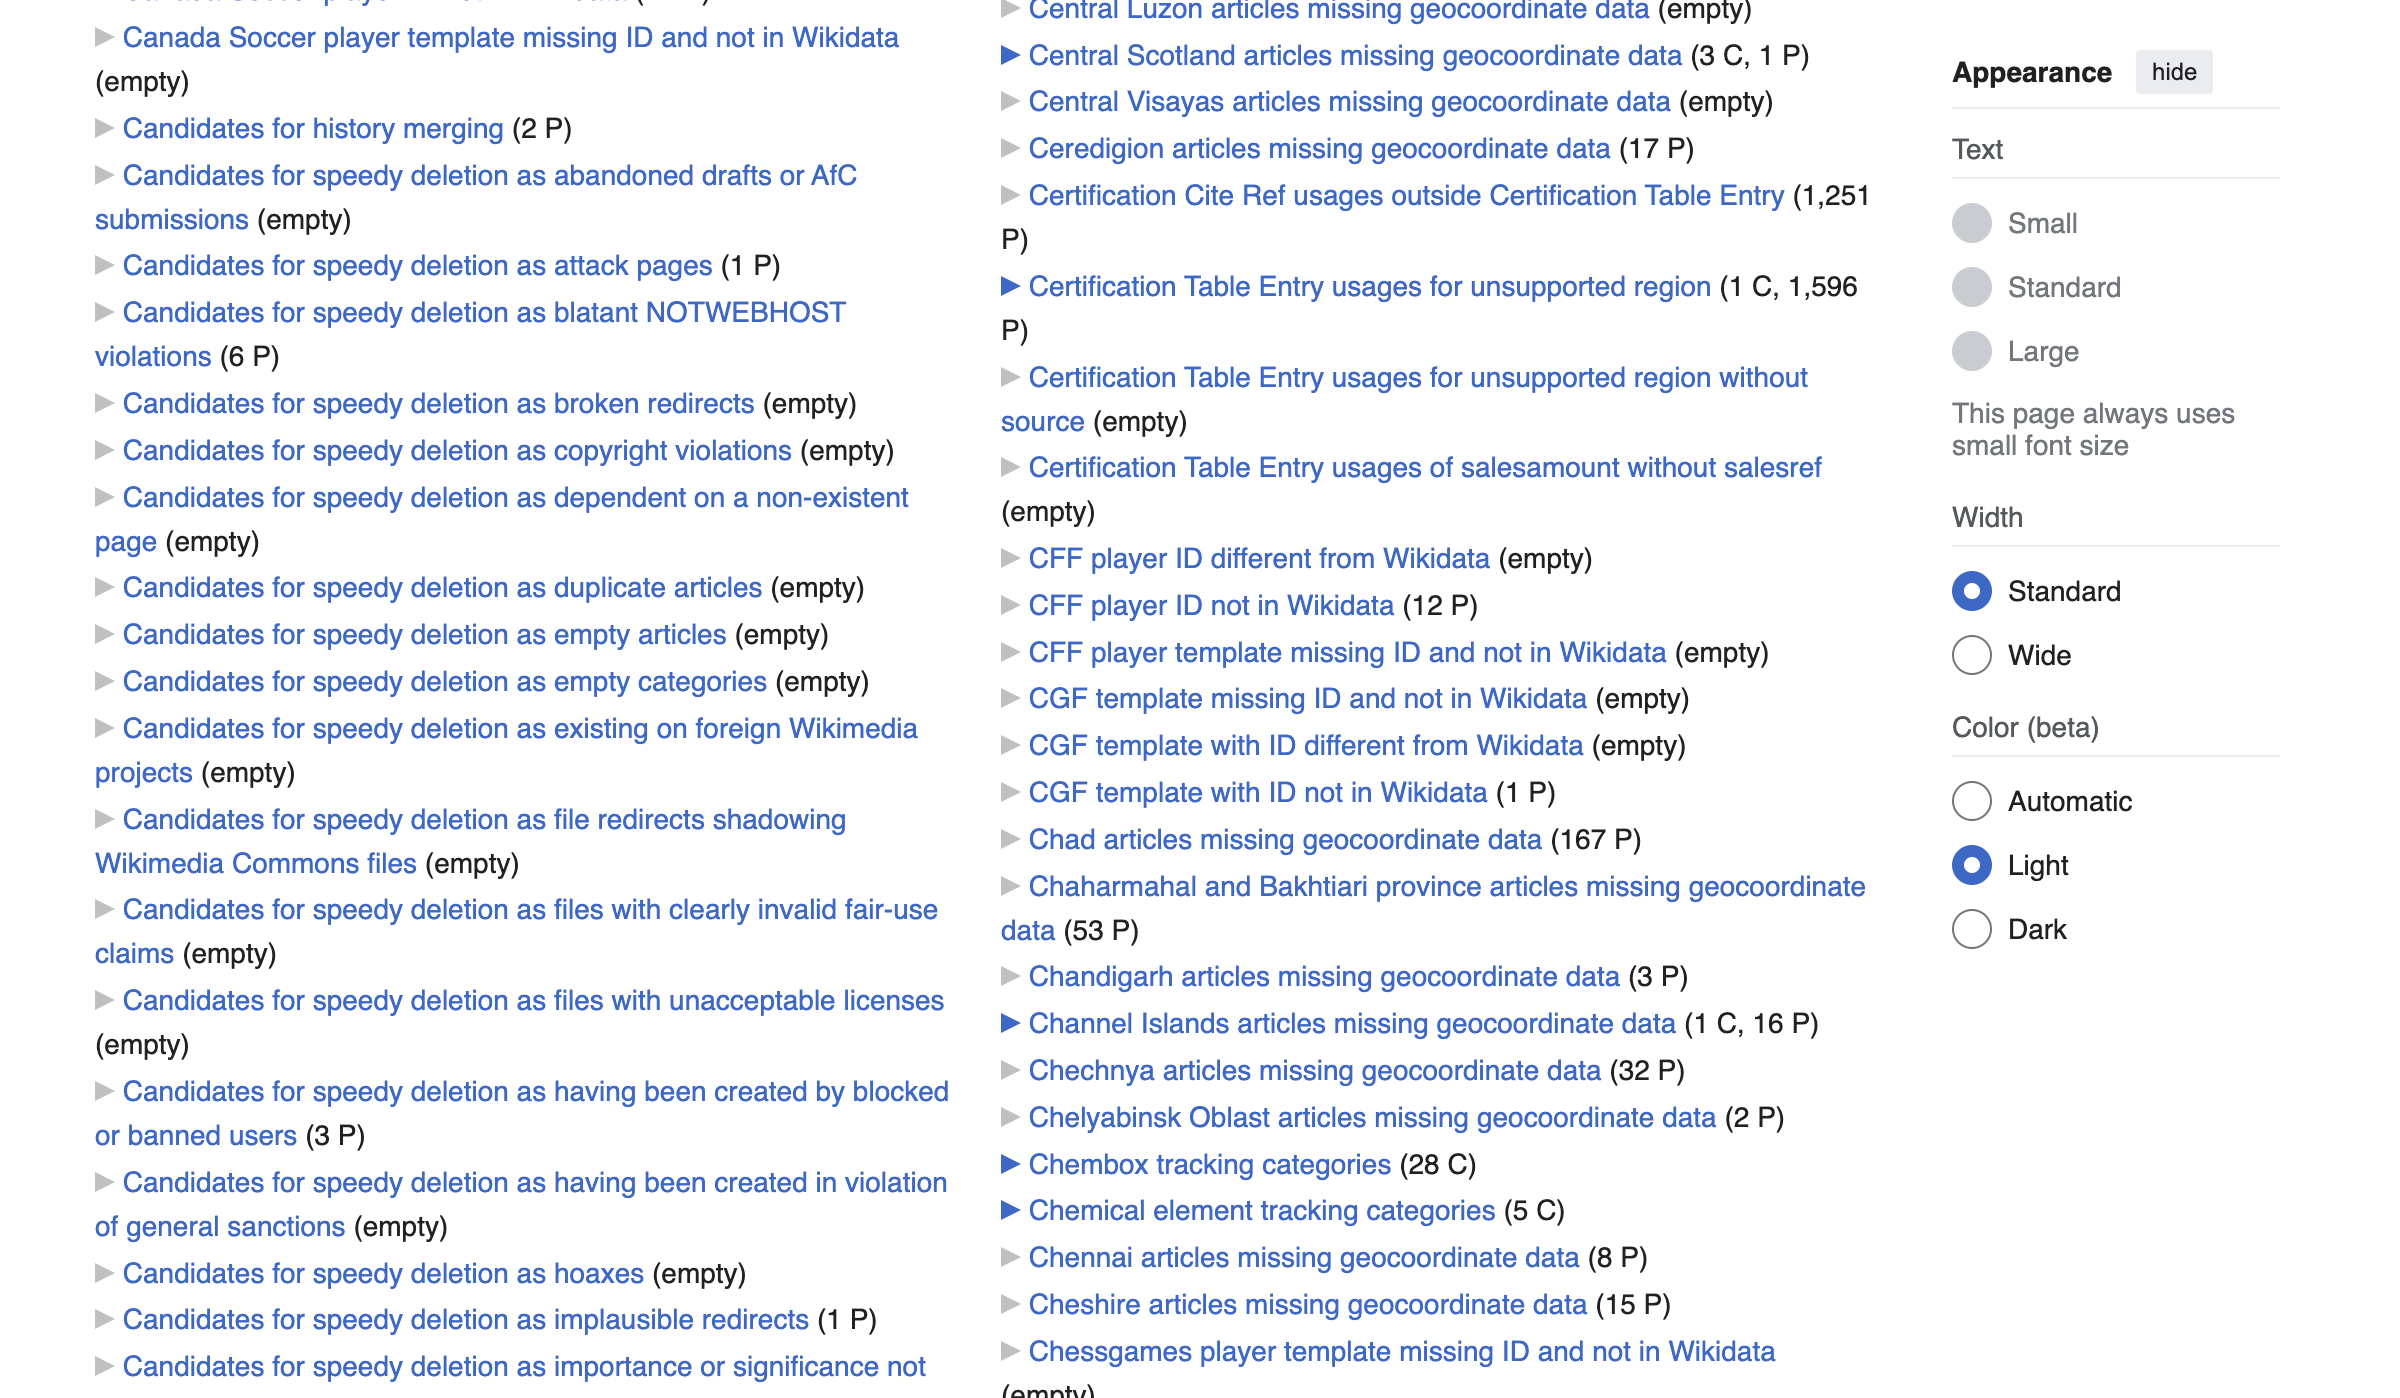 Canada Soccer player template missing ID and not in Wikidata
(empty)
Candidates for history merging (2 P)
Candidates for speedy deletion as abandoned drafts or AfC
submissions (empty)
Candidates for speedy deletion as attack pages (1 P)
Candidates for speedy deletion as blatant NOTWEBHOST
violations (6 P)
Candidates for speedy deletion as broken redirects (empty)
Candidates for speedy deletion as copyright violations (empty)
Candidates for speedy deletion as dependent on a non-existent
page (empty)
Candidates for speedy deletion as duplicate articles (empty)
Candidates for speedy deletion as empty articles (empty)
Candidates for speedy deletion as empty categories (empty)
Candidates for speedy deletion as existing on foreign Wikimedia
projects (empty)
Candidates for speedy deletion as file redirects shadowing
Wikimedia Commons files (empty)
Candidates for speedy deletion as files with clearly invalid fair-use
claims (empty)
Candidates for speedy deletion as files with unacceptable licenses
(empty)
Candidates for speedy deletion as having been created by blocked
or banned users (3 P)
Candidates for speedy deletion as having been created in violation
of general sanctions (empty)
Candidates for speedy deletion as hoaxes (empty)
Candidates for speedy deletion as implausible redirects (1 P)
Candidates for speedy deletion as importance or significance not
Central Luzon articles missing geocoordinate data (empty)
Central Scotland articles missing geocoordinate data (3 C, 1 P)
Central Visayas articles missing geocoordinate data (empty)
Ceredigion articles missing geocoordinate data (17 P)
Certification Cite Ref usages outside Certification Table Entry (1,251
P)
Certification Table Entry usages for unsupported region (1 C, 1,596
P)
Certification Table Entry usages for unsupported region without
source (empty)
Certification Table Entry usages of salesamount without salesref
(empty)
CFF player ID different from Wikidata (empty)
CFF player ID not in Wikidata (12 P)
CFF player template missing ID and not in Wikidata (empty)
CGF template missing ID and not in Wikidata (empty)
CGF template with ID different from Wikidata (empty)
CGF template with ID not in Wikidata (1 P)
Chad articles missing geocoordinate data (167 P)
Chaharmahal and Bakhtiari province articles missing geocoordinate
data (53 P)
Chandigarh articles missing geocoordinate data (3 P)
Channel Islands articles missing geocoordinate data (1 C, 16 P)
Chechnya articles missing geocoordinate data (32 P)
Chelyabinsk Oblast articles missing geocoordinate data (2 P)
Chembox tracking categories (28 C)
Chemical element tracking categories (5 C)
Chennai articles missing geocoordinate data (8 P)
Cheshire articles missing geocoordinate data (15 P)
Chessgames player template missing ID and not in Wikidata
(empty)
Appearance hide
Text
Small
Standard
Large
This page always uses
small font size
Width
Standard
Wide
Color (beta)
Automatic
Light
Dark